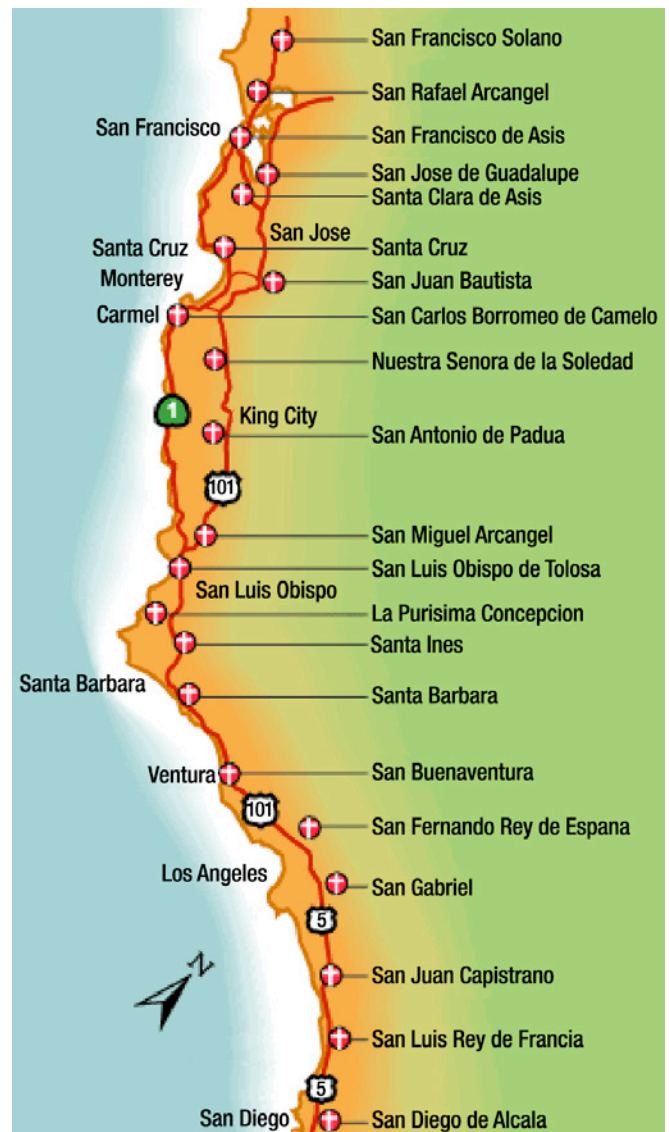 San Francisco Solano
San Rafael Arcangel
San Francisco
San Francisco de Asis
San Jose de Guadalupe
Santa Clara de Asis
San Jose
Santa Cruz
Santa Cruz
Monterey
San Juan Bautista
Carmel
San Carlos Borromeo de Camelo
Nuestra Senora de la Soledad
1
King City
San Antonio de Padua
101
San Miguel Arcangel
San Luis Obispo de Tolosa
San Luis Obispo
La Purisima Concepcion
Santa Ines
Santa Barbara
Santa Barbara
Ventura
San Buenaventura
101
San Fernando Rey de Espana
Los Angeles
San Gabriel
5
N
San Juan Capistrano
San Luis Rey de Francia
5
San Diego
San Diego de Alcala